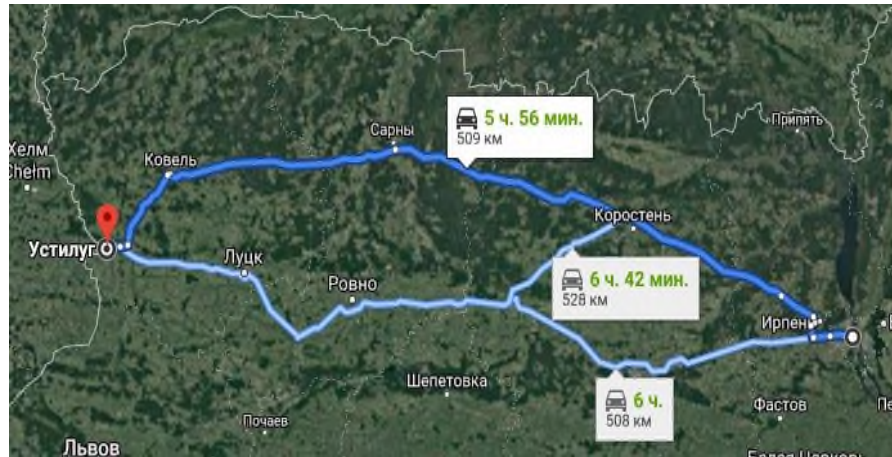 Припять
Сарны
5 ч. 56 мин.
509 км
Хелм
Chełm
Ковель
Коростень
Устилуг
Луцк
Ровно
6 ч. 42 мин.
528 км
Ирпень
Шепетовка
6 ч.
508 км
Почаев
Фастов
Львов